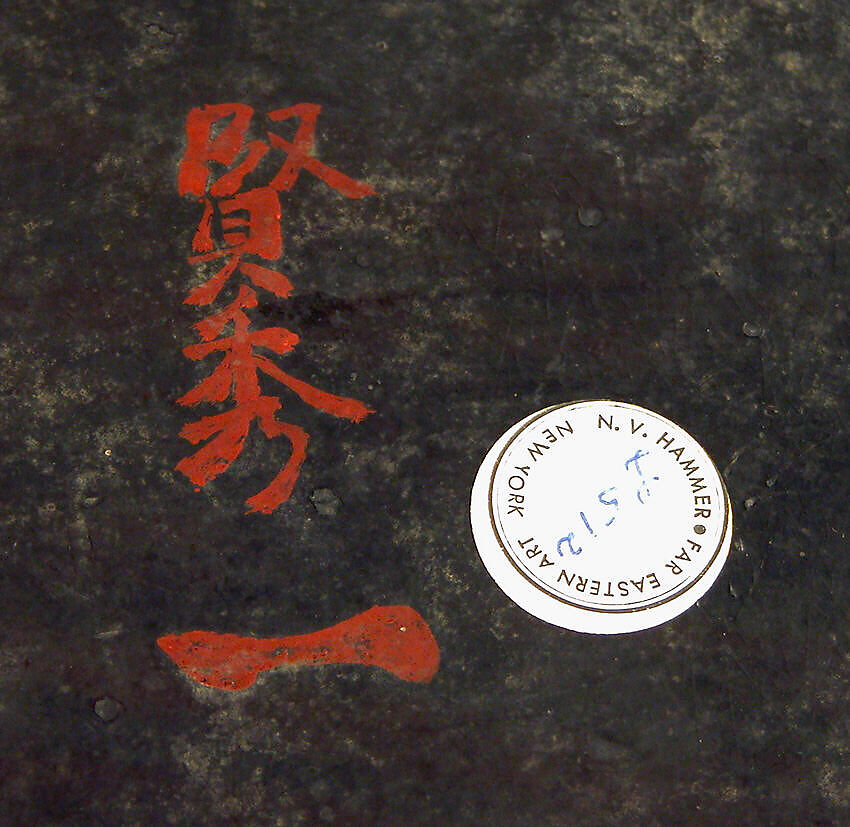 賢秀
一
N. V. HAMMER • FAR EASTERN ART
NEW YORK